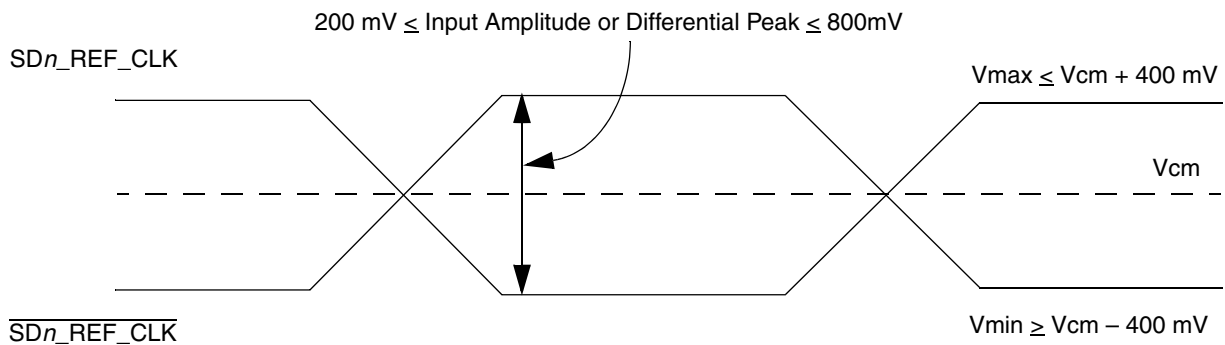 200 mV ≤ Input Amplitude or Differential Peak ≤ 800mV
SDn_REF_CLK
Vmax ≤ Vcm + 400 mV
Vcm
SDn_REF_CLK
Vmin ≥ Vcm – 400 mV